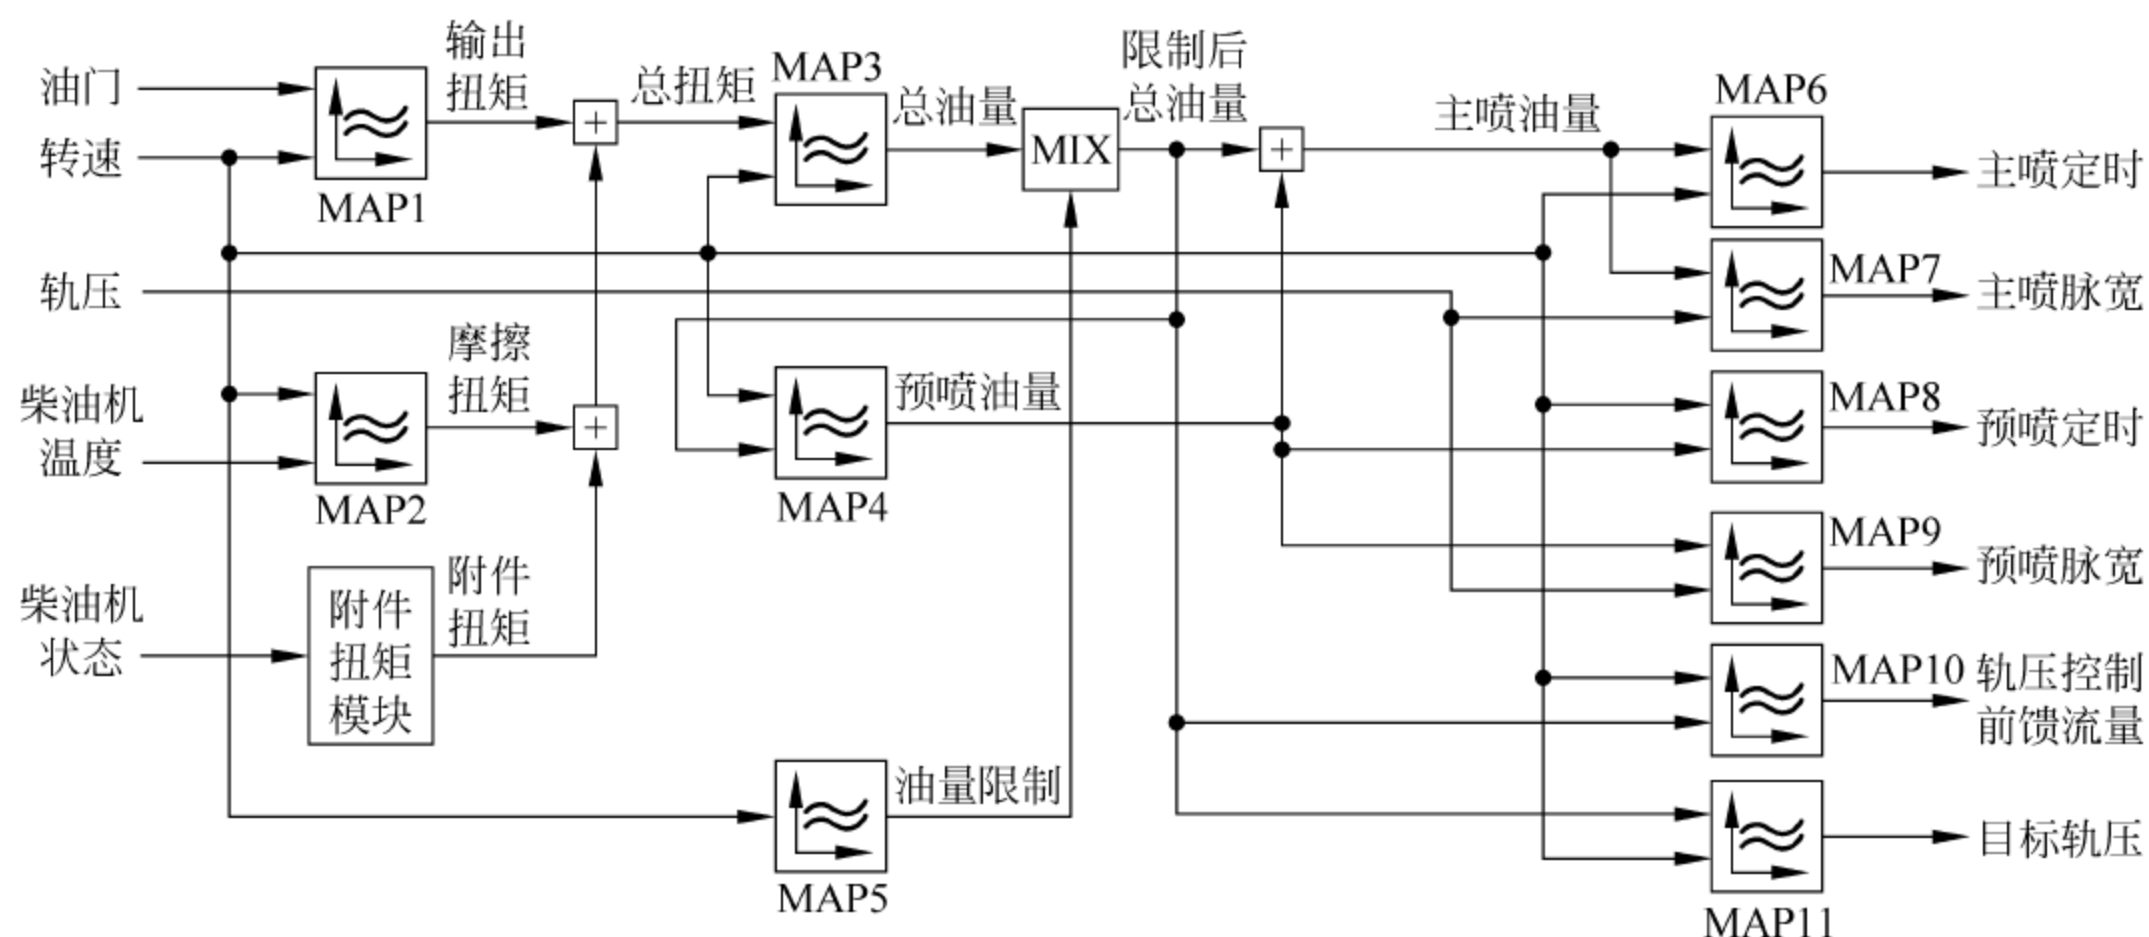 油门
转速
轨压
柴油机
温度
柴油机
状态
MAP1
输出
扭矩
+
总扭矩
MAP2
摩擦
扭矩
+
附件
扭矩
模块
附件
扭矩
MAP3
总油量
MIX
限制后
总油量
+
主喷油量
MAP4
预喷油量
MAP5
油量限制
MAP6
主喷定时
MAP7
主喷脉宽
MAP8
预喷定时
MAP9
预喷脉宽
MAP10
轨压控制
前馈流量
MAP11
目标轨压